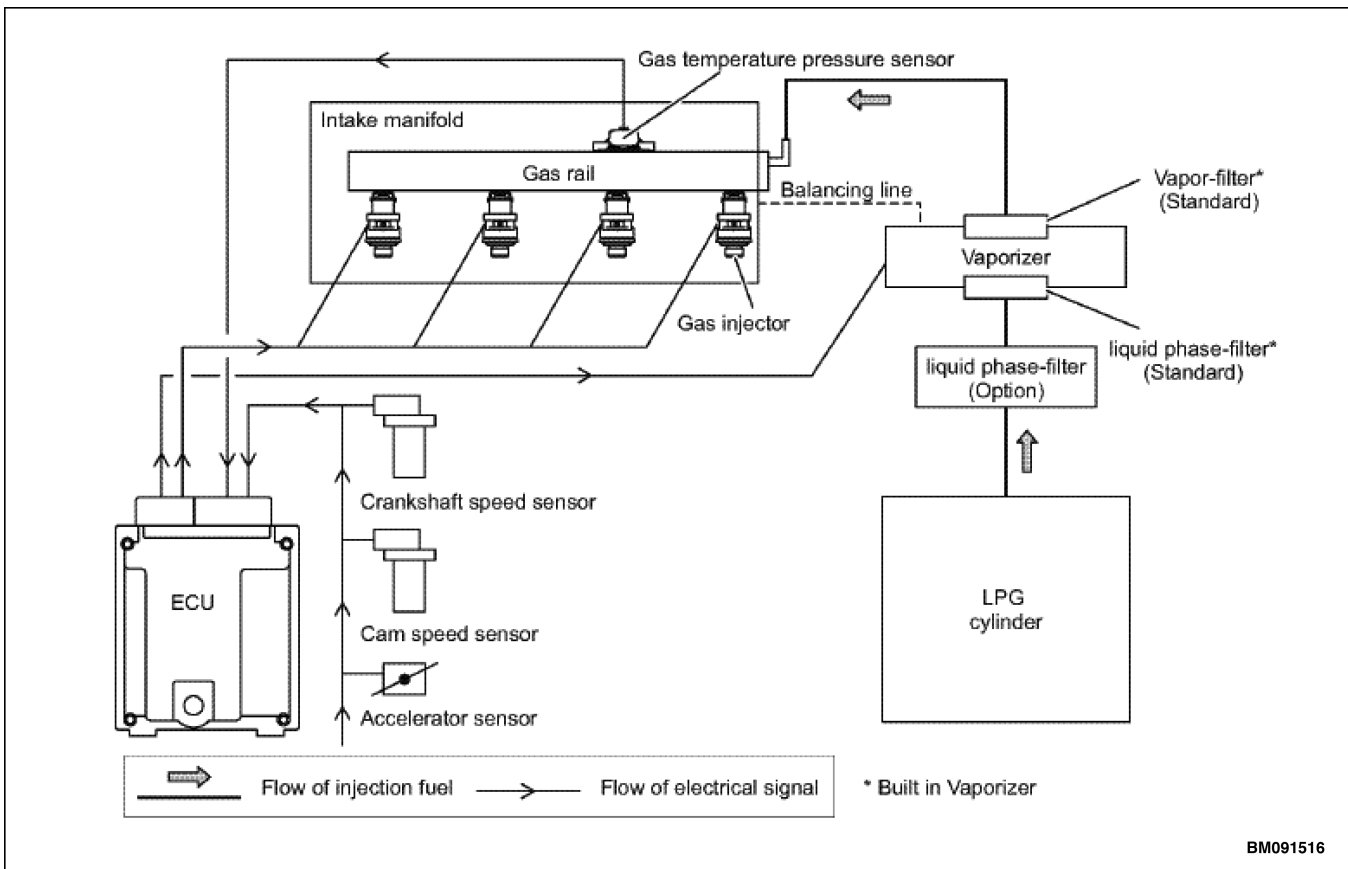 Gas temperature pressure sensor
Intake manifold
Gas rail
Balancing line
Vapor-filter*
(Standard)
Vaporizer
Gas injector
liquid phase-filter*
(Standard)
liquid phase-filter
(Option)
Crankshaft speed sensor
ECU
Cam speed sensor
LPG
cylinder
Accelerator sensor
Flow of injection fuel
Flow of electrical signal
* Built in Vaporizer
BM091516